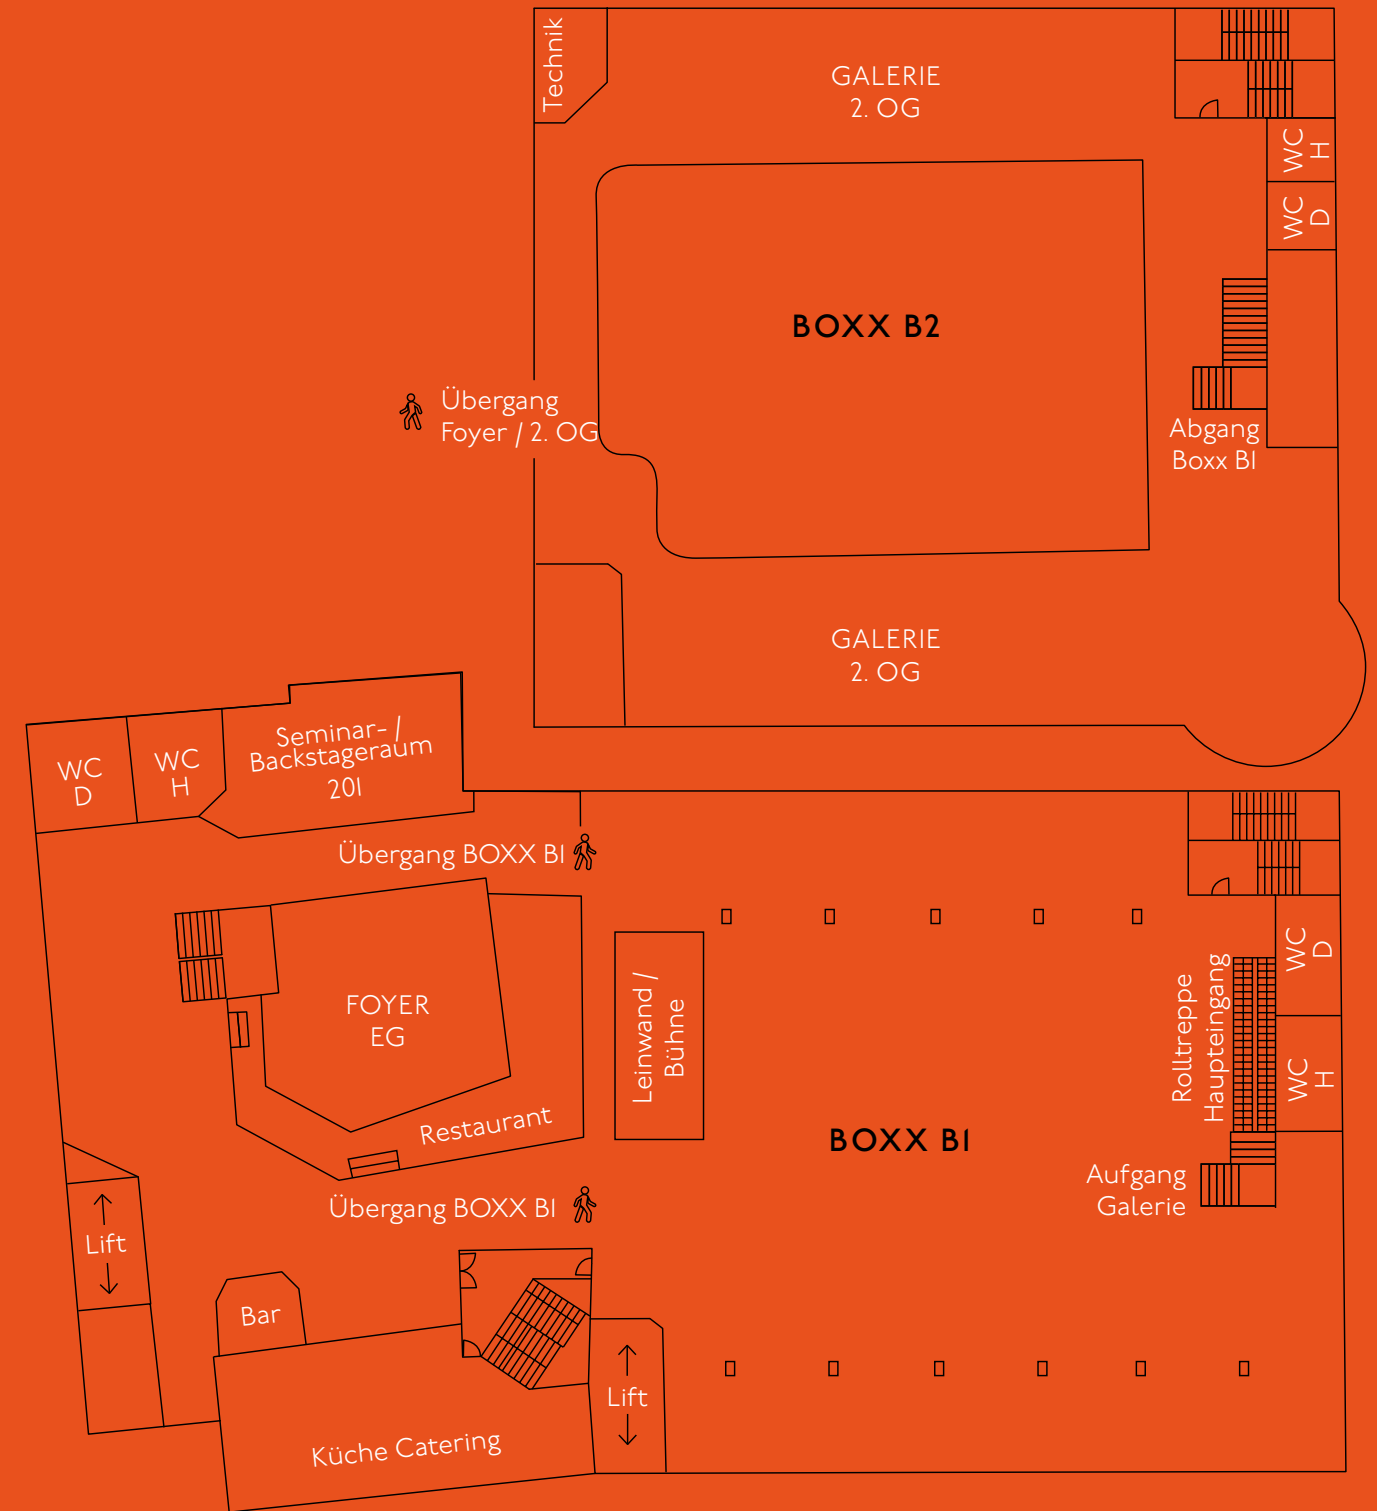 Technik
GALERIE
2. OG
WC
H
WC
D
BOXX B2
Übergang
Foyer / 2. OG
Abgang
Boxx B1
GALERIE
2. OG
WC
D
WC
H
Seminar- /
Backstageraum
201
Übergang BOXX B1
FOYER
EG
Restaurant
Leinwand /
Bühne
BOXX B1
Rolltreppe
Haupteingang
WC
D
WC
H
Aufgang
Galerie
Übergang BOXX B1
Lift
Bar
Lift
Küche Catering